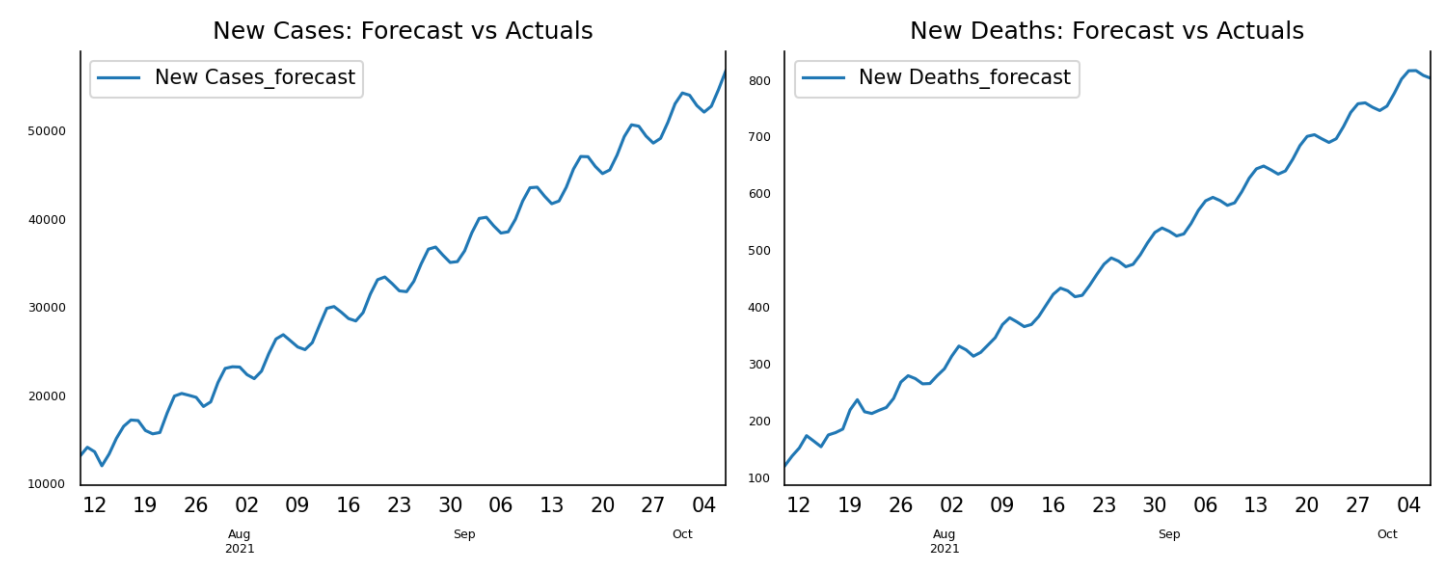 New Cases: Forecast vs Actuals
New Cases_forecast
50000
40000
30000
20000
10000
12 19 26 02 09 16 23 30 06 13 20 27 04
Aug Sep Oct
2021
New Deaths: Forecast vs Actuals
New Deaths_forecast
800
700
600
500
400
300
200
100
12 19 26 02 09 16 23 30 06 13 20 27 04
Aug Sep Oct
2021